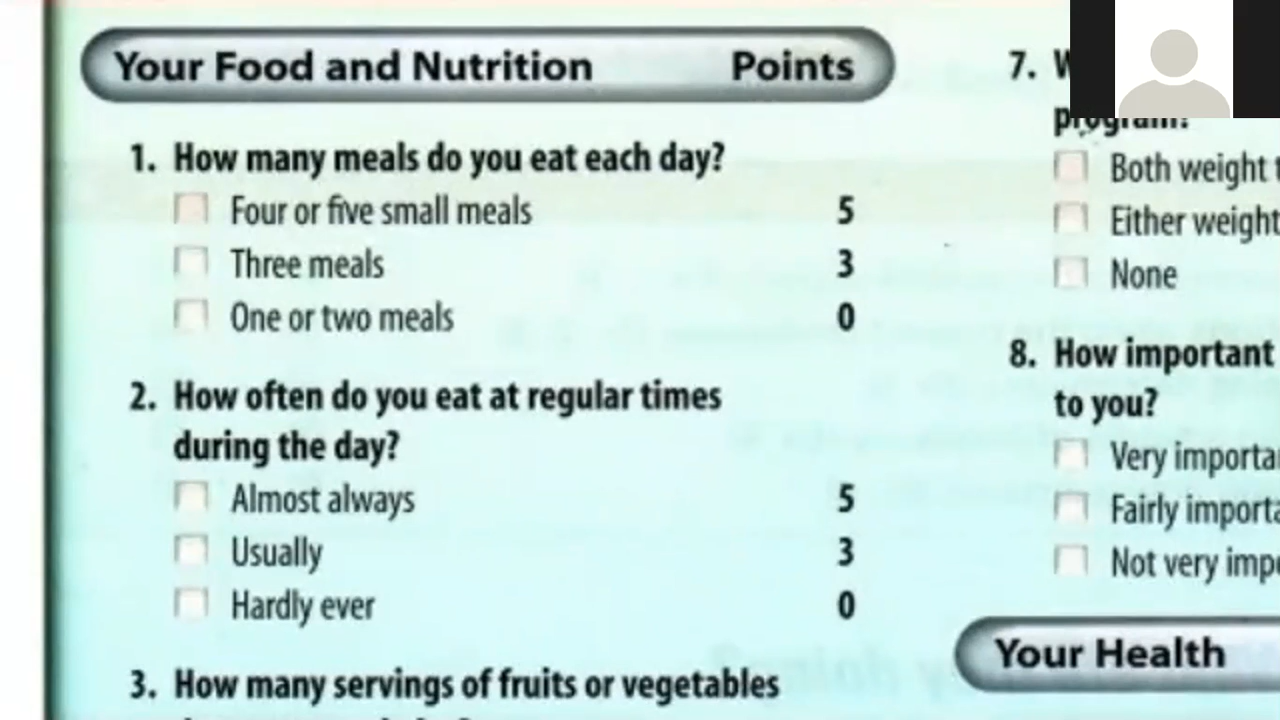 Your Food and Nutrition Points
1. How many meals do you eat each day?
Four or five small meals 5
Three meals 3
One or two meals 0
2. How often do you eat at regular times
during the day?
Almost always 5
Usually 3
Hardly ever 0
3. How many servings of fruits or vegetables
7.
program?
Both weight
Either weight
None
8. How important
to you?
Very
Fairly
Not very
Your Health